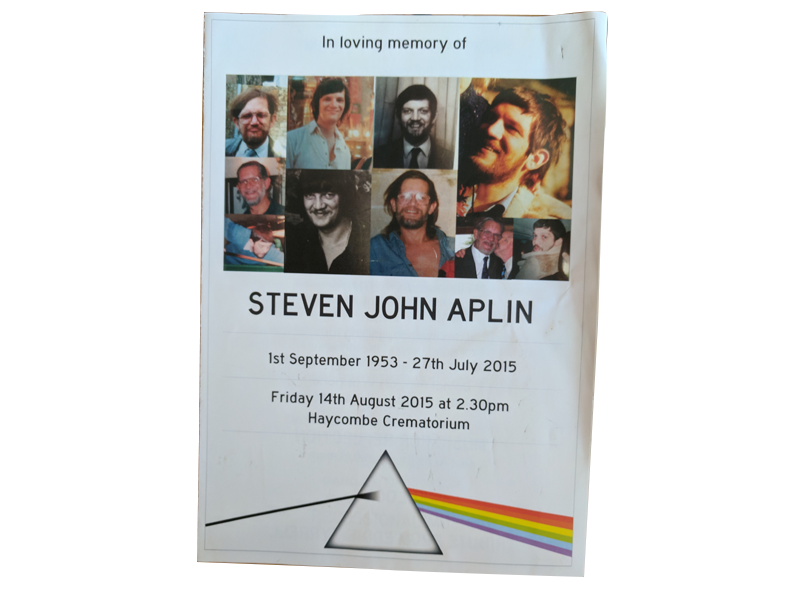 In loving memory of
STEVEN JOHN APLIN
1st September 1953 - 27th July 2015
Friday 14th August 2015 at 2.30pm
Haycombe Crematorium